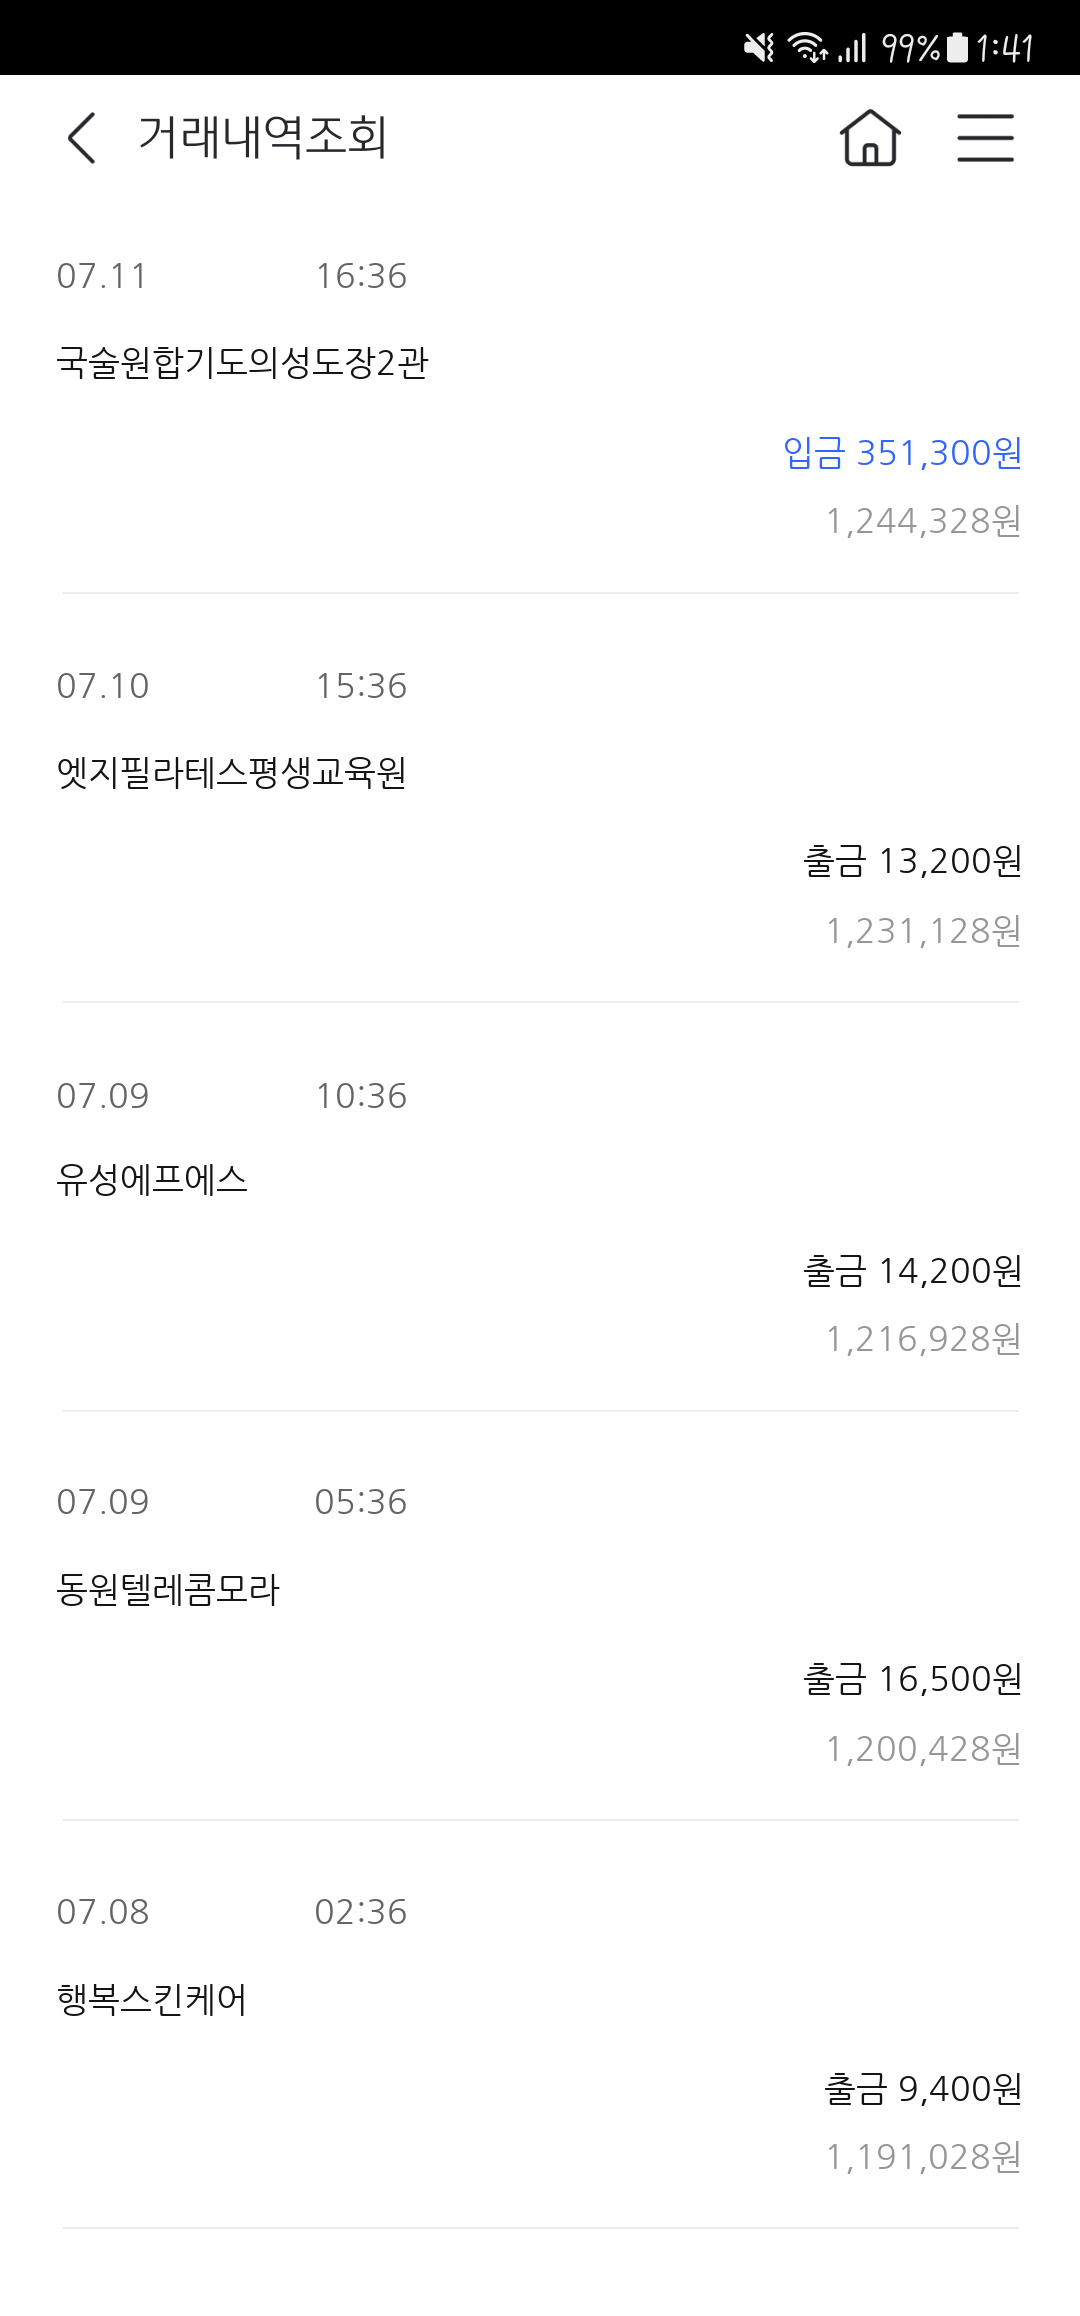 99% 1:41
거래내역조회
07.11 16:36
국술원합기도의성도장2관
입금 351,300원
1,244,328원
07.10 15:36
엣지필라테스평생교육원
출금 13,200원
1,231,128원
07.09 10:36
유성에프에스
출금 14,200원
1,216,928원
07.09 05:36
동원텔레콤모라
출금 16,500원
1,200,428원
07.08 02:36
행복스킨케어
출금 9,400원
1,191,028원